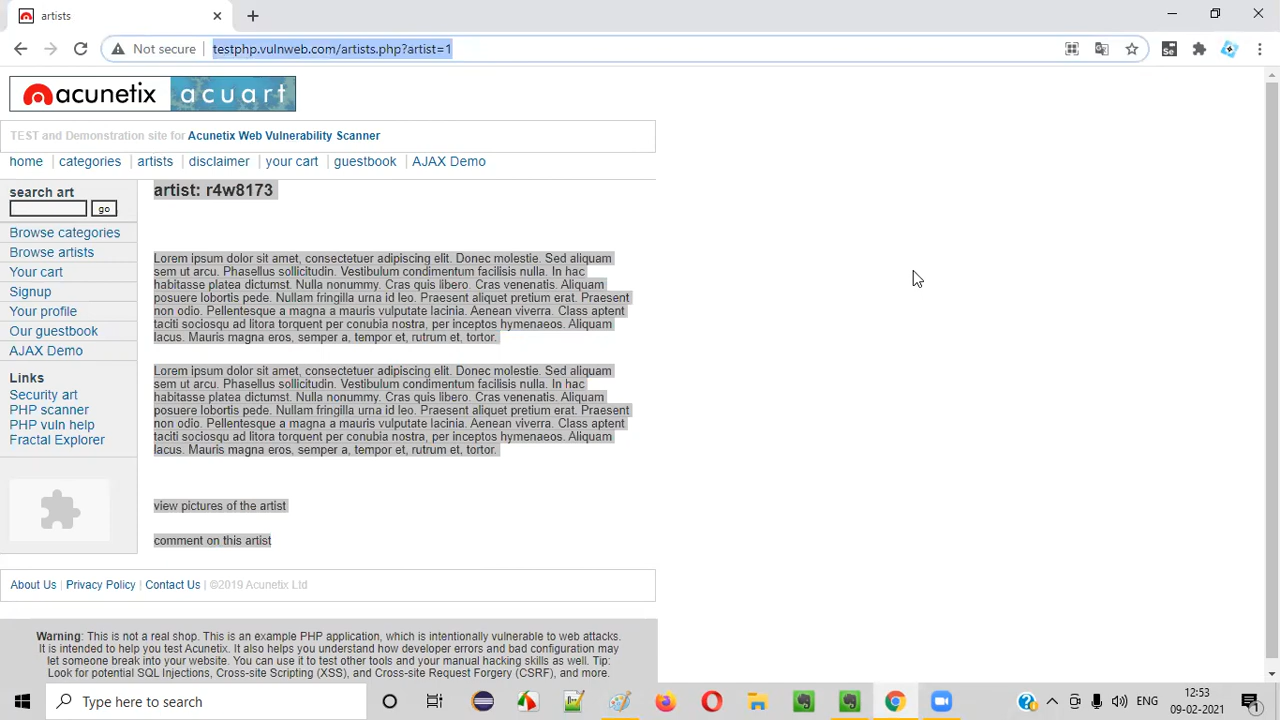 artists
Not secure
testphp.vulnweb.com/artists.php?artist=1
acunetix acuart
TEST and Demonstration site for Acunetix Web Vulnerability Scanner
home | categories | artists | disclaimer | your cart | guestbook | AJAX Demo
search art
go
Browse categories
Browse artists
Your cart
Signup
Your profile
Our guestbook
AJAX Demo
Links
Security art
PHP scanner
PHP vuln help
Fractal Explorer
artist: r4w8173
Lorem ipsum dolor sit amet, consectetuer adipiscing elit. Donec molestie. Sed aliquam
sem ut arcu. Phasellus sollicitudin. Vestibulum condimentum facilisis nulla. In hac
habitasse platea dictumst. Nulla nonummy. Cras quis libero. Cras venenatis. Aliquam
posuere lobortis pede. Nullam fringilla urna id leo. Praesent aliquet pretium erat. Praesent
non odio. Pellentesque a magna a mauris vulputate lacinia. Aenean viverra. Class aptent
taciti sociosqu ad litora torquent per conubia nostra, per inceptos hymenaeos. Aliquam
lacus. Mauris magna eros, semper a, tempor et, rutrum et, tortor.
Lorem ipsum dolor sit amet, consectetuer adipiscing elit. Donec molestie. Sed aliquam
sem ut arcu. Phasellus sollicitudin. Vestibulum condimentum facilisis nulla. In hac
habitasse platea dictumst. Nulla nonummy. Cras quis libero. Cras venenatis. Aliquam
posuere lobortis pede. Nullam fringilla urna id leo. Praesent aliquet pretium erat. Praesent
non odio. Pellentesque a magna a mauris vulputate lacinia. Aenean viverra. Class aptent
taciti sociosqu ad litora torquent per conubia nostra, per inceptos hymenaeos. Aliquam
lacus. Mauris magna eros, semper a, tempor et, rutrum et, tortor.
view pictures of the artist
comment on this artist
About Us | Privacy Policy | Contact Us | ©2019 Acunetix Ltd
Warning: This is not a real shop. This is an example PHP application, which is intentionally vulnerable to web attacks.
It is intended to help you test Acunetix. It also helps you understand how developer errors and bad configuration may
let someone break into your website. You can use it to test other tools and your manual hacking skills as well. Tip:
Look for potential SQL Injections, Cross-site Scripting (XSS), and Cross-site Request Forgery (CSRF), and more.
Type here to search
ENG
12:53
09-02-2021